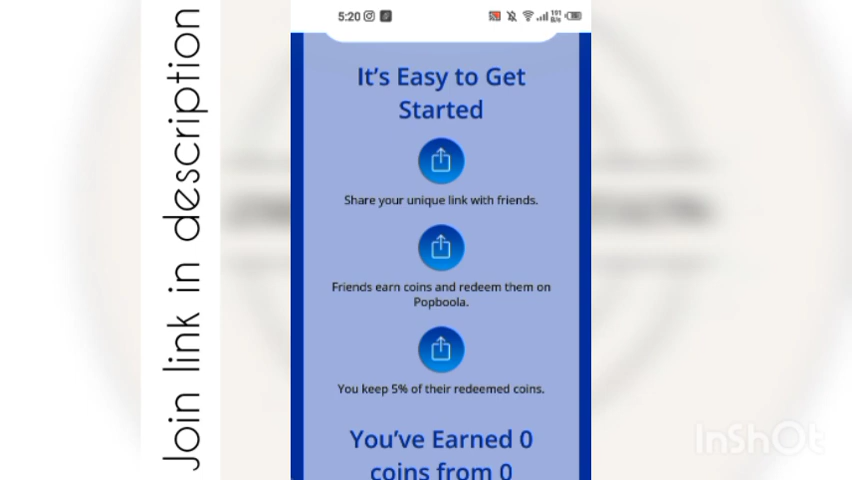 Join link in description
5:20
191
B/s
It's Easy to Get
Started
Share your unique link with friends.
Friends earn coins and redeem them on
Popboola.
You keep 5% of their redeemed coins.
You've Earned 0
coins from 0
InShOt